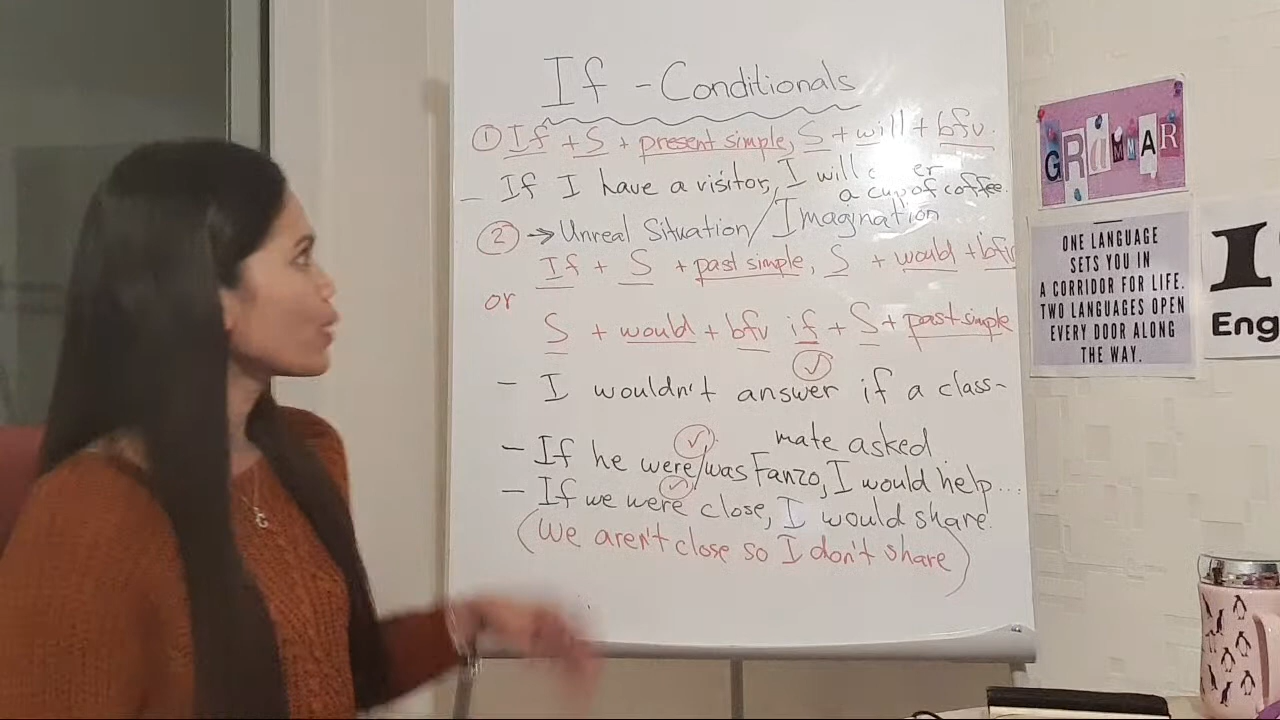 If - Conditionals
① If + S + present simple, S + will + bfv.
- If I have a visitor, I will er
a cup of coffee.
② → Unreal Situation / Imagination
If + S + past simple, S + would + bfv
or
S + would + bfv if + S + past simple
✓
- I wouldn't answer if a class-
mate asked
- If he were/was Fanzo, I would help...
- If we were close, I would share.
(We aren't close so I don't share)
GRaMMAR
ONE LANGUAGE
SETS YOU IN
A CORRIDOR FOR LIFE.
TWO LANGUAGES OPEN
EVERY DOOR ALONG
THE WAY.
I
Eng